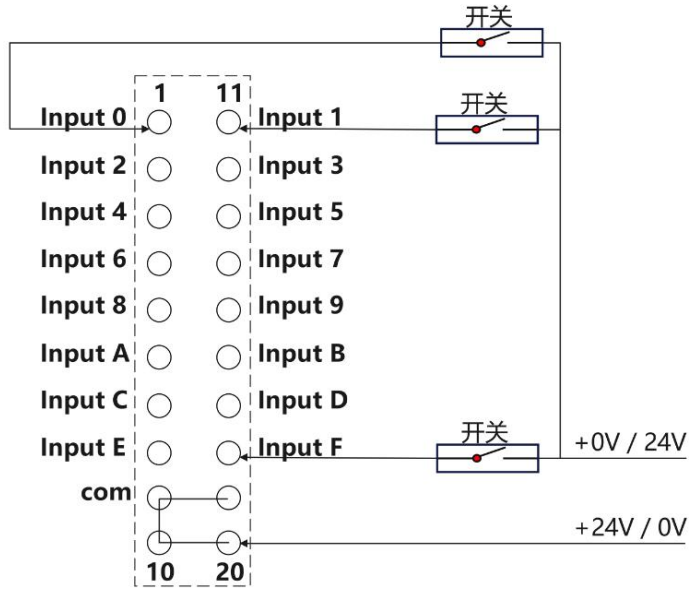 开关
1 11
开关
Input 0 Input 1
Input 2 Input 3
Input 4 Input 5
Input 6 Input 7
Input 8 Input 9
Input A Input B
Input C Input D
开关
Input E Input F +0V / 24V
com
+24V / 0V
10 20